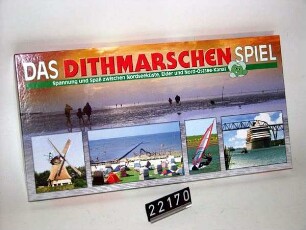 DAS DITHMARSCHEN SPIEL
Spannung und Spaß zwischen Nordseeküste, Eider und Nord-Ostsee-Kanal
22170